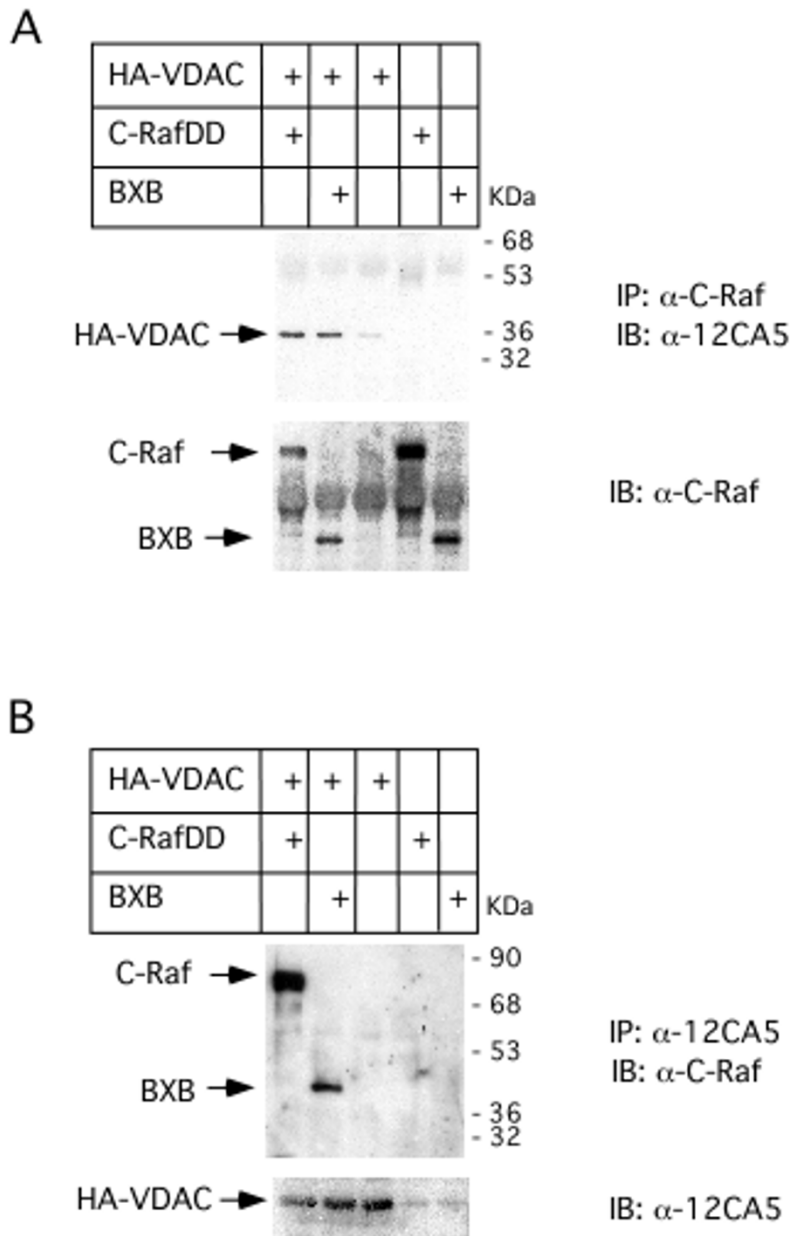 A
HA-VDAC + + +
C-RafDD + +
BXB + + KDa
- 68
- 53
IP: α-C-Raf
HA-VDAC - 36 IB: α-12CA5
- 32
C-Raf
IB: α-C-Raf
BXB
B
HA-VDAC + + +
C-RafDD + +
BXB + + KDa
- 90
C-Raf
- 68
IP: α-12CA5
- 53
IB: α-C-Raf
BXB
- 36
- 32
HA-VDAC IB: α-12CA5